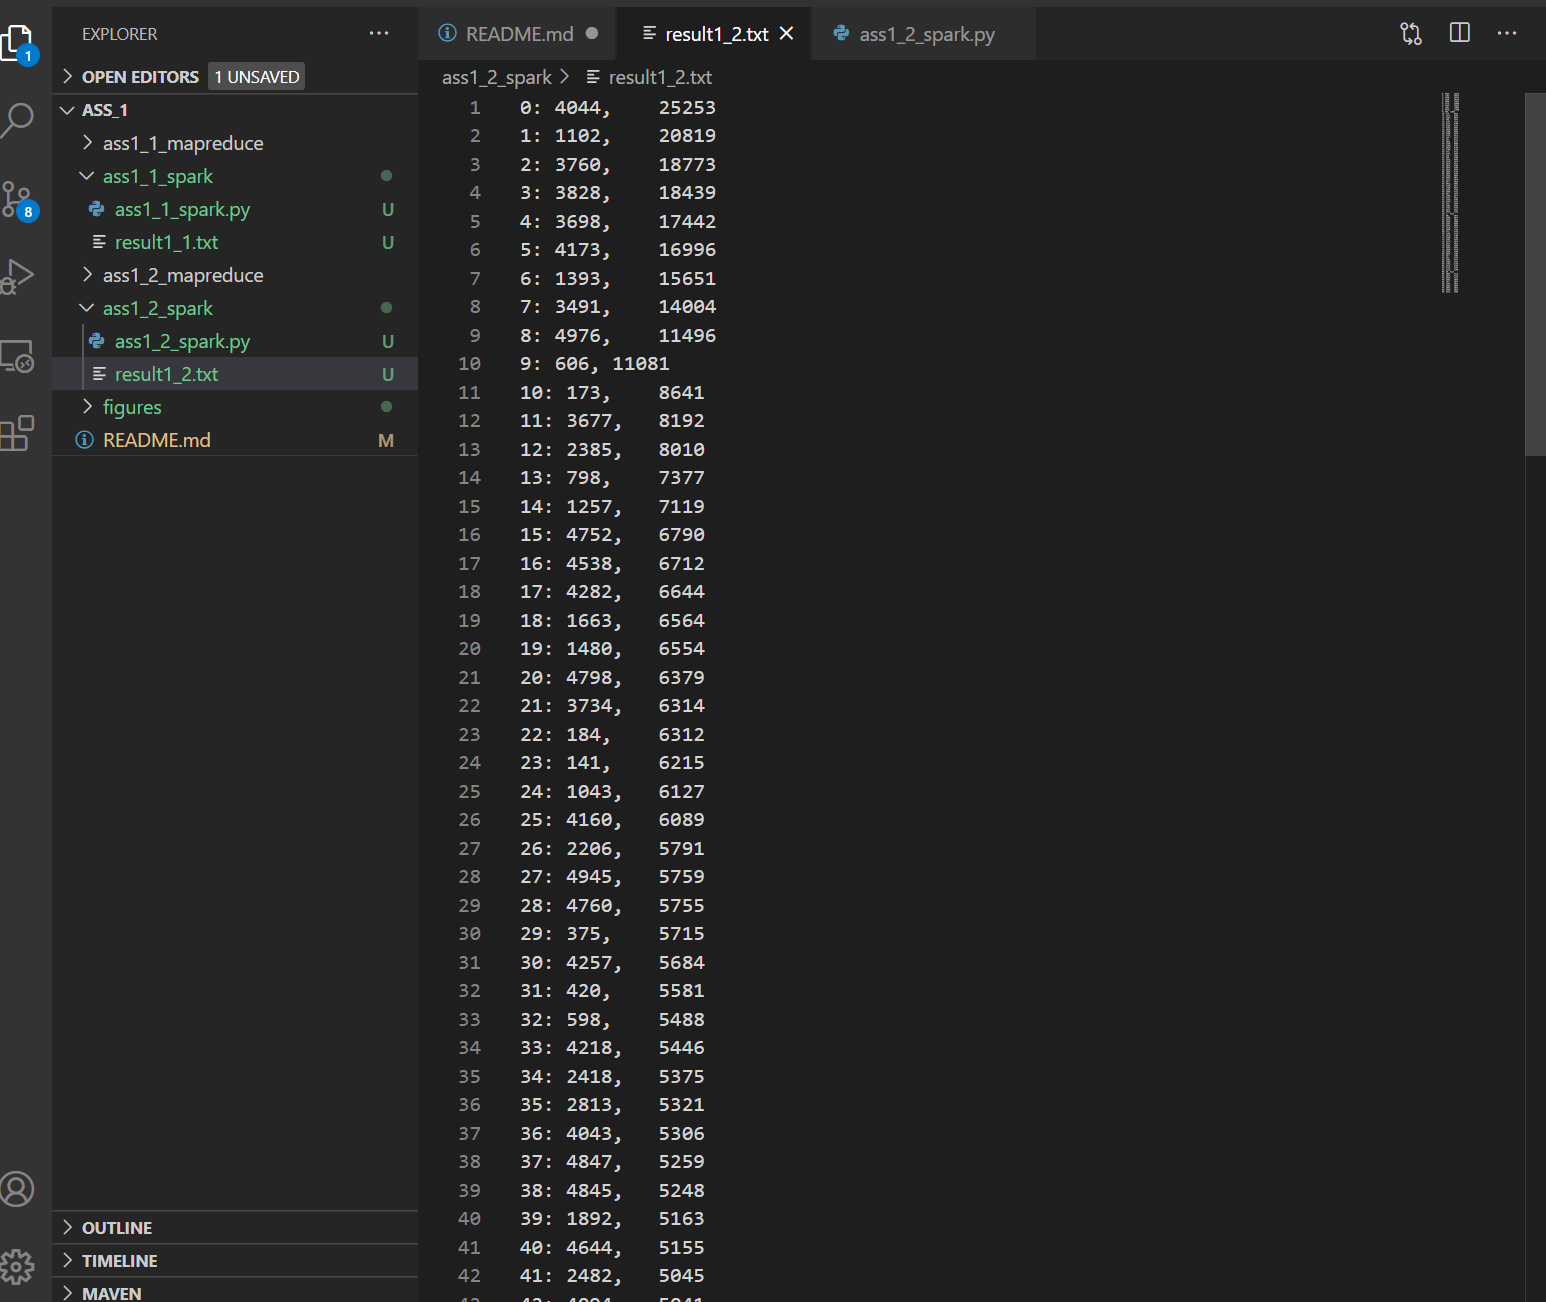 EXPLORER
OPEN EDITORS 1 UNSAVED
ASS_1
ass1_1_mapreduce
ass1_1_spark
ass1_1_spark.py U
result1_1.txt U
ass1_2_mapreduce
ass1_2_spark
ass1_2_spark.py U
result1_2.txt U
figures
README.md M
OUTLINE
TIMELINE
MAVEN
1
8
README.md result1_2.txt ass1_2_spark.py
ass1_2_spark > result1_2.txt
1 0: 4044, 25253
2 1: 1102, 20819
3 2: 3760, 18773
4 3: 3828, 18439
5 4: 3698, 17442
6 5: 4173, 16996
7 6: 1393, 15651
8 7: 3491, 14004
9 8: 4976, 11496
10 9: 606, 11081
11 10: 173, 8641
12 11: 3677, 8192
13 12: 2385, 8010
14 13: 798, 7377
15 14: 1257, 7119
16 15: 4752, 6790
17 16: 4538, 6712
18 17: 4282, 6644
19 18: 1663, 6564
20 19: 1480, 6554
21 20: 4798, 6379
22 21: 3734, 6314
23 22: 184, 6312
24 23: 141, 6215
25 24: 1043, 6127
26 25: 4160, 6089
27 26: 2206, 5791
28 27: 4945, 5759
29 28: 4760, 5755
30 29: 375, 5715
31 30: 4257, 5684
32 31: 420, 5581
33 32: 598, 5488
34 33: 4218, 5446
35 34: 2418, 5375
36 35: 2813, 5321
37 36: 4043, 5306
38 37: 4847, 5259
39 38: 4845, 5248
40 39: 1892, 5163
41 40: 4644, 5155
42 41: 2482, 5045